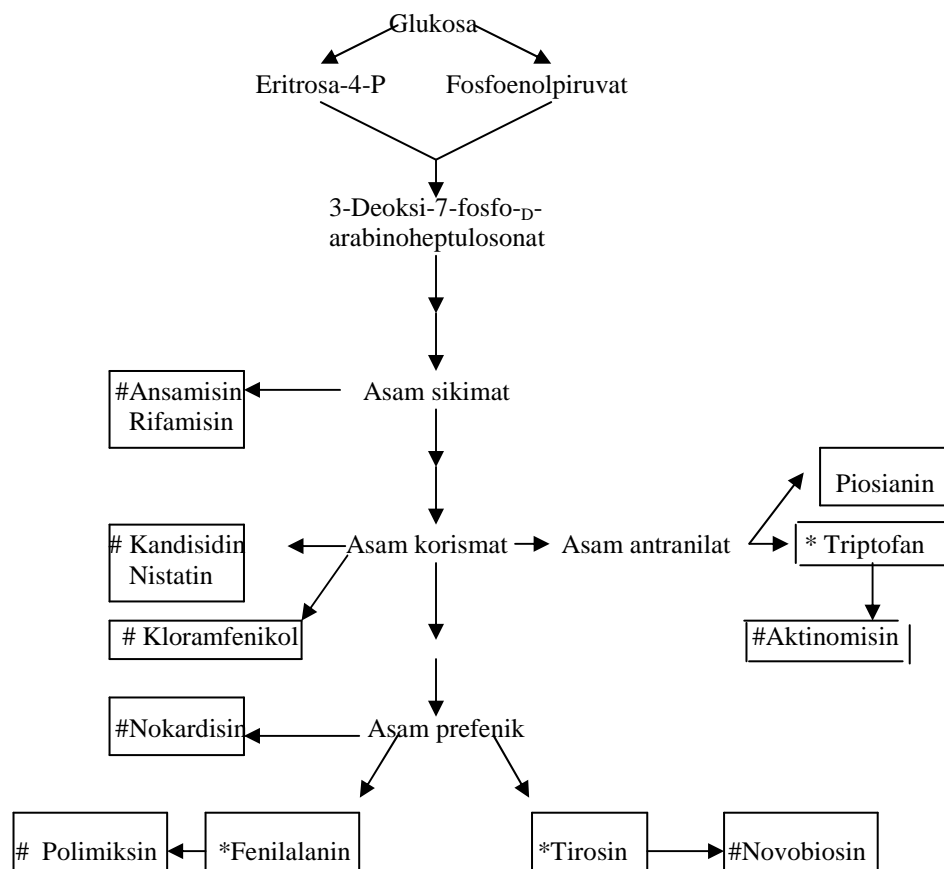 Glukosa
Eritrosa-4-P Fosfoenolpiruvat
3-Deoksi-7-fosfo-D-
arabinoheptulosonat
#Ansamisin
Rifamisin
Asam sikimat
Piosianin
# Kandisidin
Nistatin
Asam korismat
Asam antranilat
* Triptofan
# Kloramfenikol
#Aktinomisin
#Nokardisin
Asam prefenik
# Polimiksin
*Fenilalanin
*Tirosin
#Novobiosin